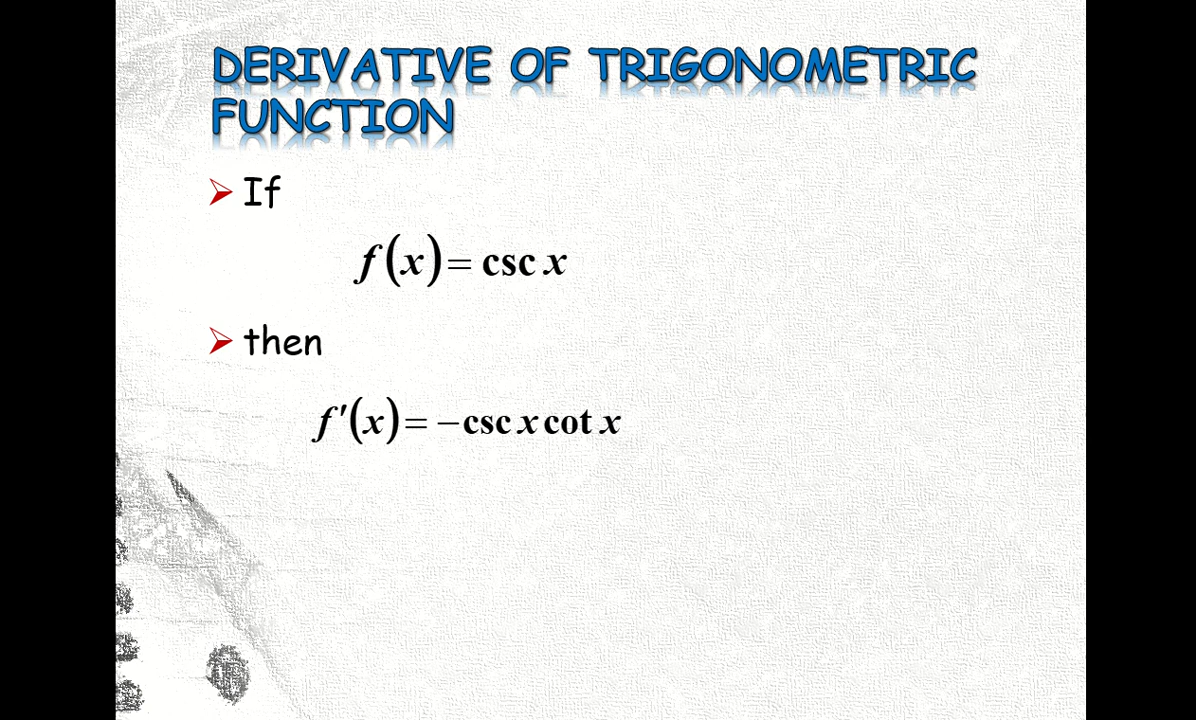 DERIVATIVE OF TRIGONOMETRIC
FUNCTION
If
f(x) = csc x
then
f′(x) = −csc x cot x